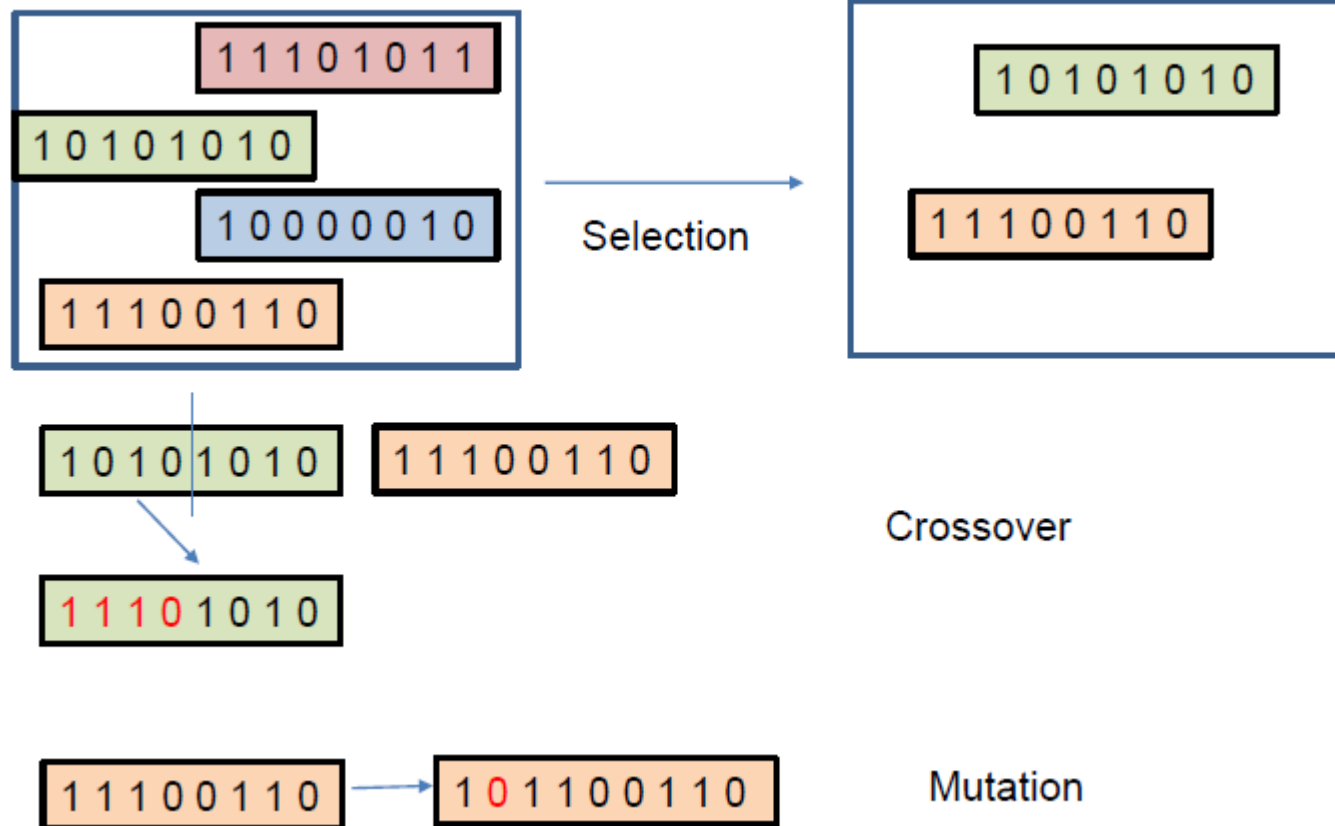 1 1 1 0 1 0 1 1
1 0 1 0 1 0 1 0
1 0 0 0 0 0 1 0
1 1 1 0 0 1 1 0
Selection
1 0 1 0 1 0 1 0
1 1 1 0 0 1 1 0
1 0 1 0 1 0 1 0
1 1 1 0 0 1 1 0
Crossover
1 1 1 0 1 0 1 0
1 1 1 0 0 1 1 0
1 0 1 1 0 0 1 1 0
Mutation